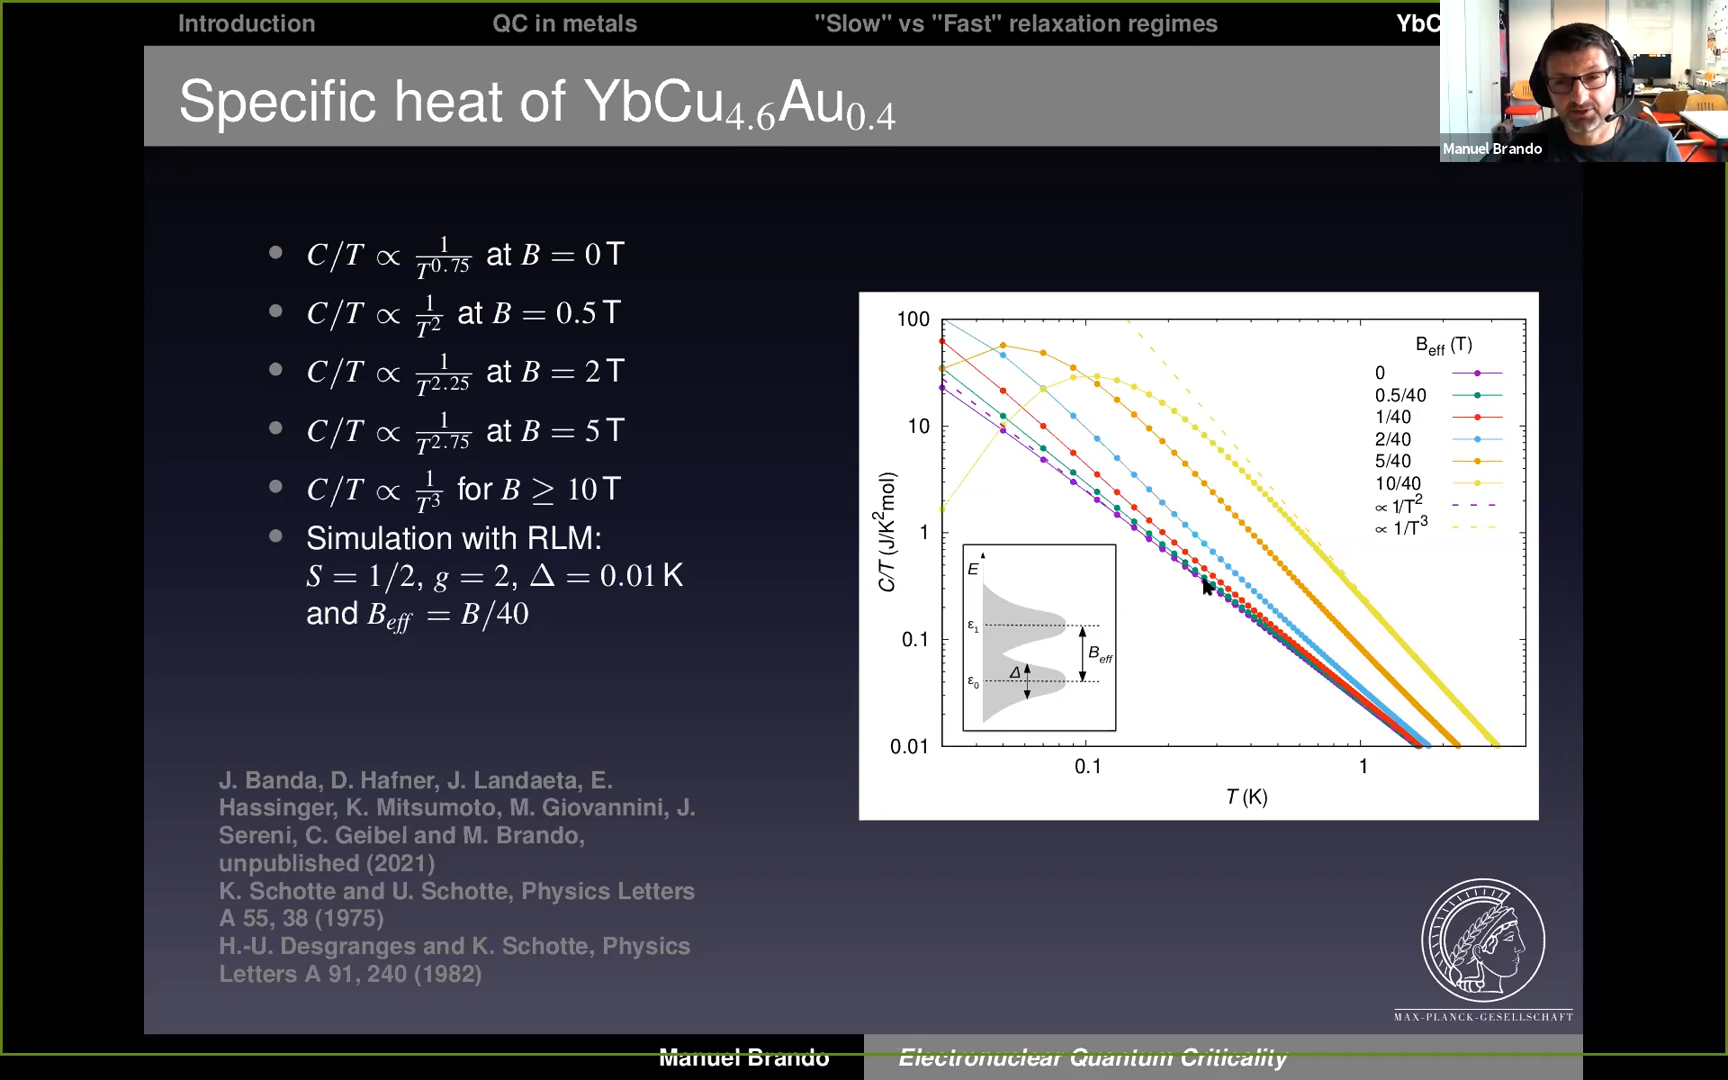 Introduction
QC in metals
"Slow" vs "Fast" relaxation regimes
YbC
Manuel Brando
Specific heat of YbCu4.6Au0.4
C/T ∝ 1/T^0.75 at B = 0 T
C/T ∝ 1/T^2 at B = 0.5 T
C/T ∝ 1/T^2.25 at B = 2 T
C/T ∝ 1/T^2.75 at B = 5 T
C/T ∝ 1/T^3 for B ≥ 10 T
Simulation with RLM:
S = 1/2, g = 2, Δ = 0.01 K
and Beff = B/40
J. Banda, D. Hafner, J. Landaeta, E.
Hassinger, K. Mitsumoto, M. Giovannini, J.
Sereni, C. Geibel and M. Brando,
unpublished (2021)
K. Schotte and U. Schotte, Physics Letters
A 55, 38 (1975)
H.-U. Desgranges and K. Schotte, Physics
Letters A 91, 240 (1982)
100
10
1
0.1
0.01
C/T (J/K²mol)
0.1
1
T (K)
Beff (T)
0
0.5/40
1/40
2/40
5/40
10/40
∝ 1/T²
∝ 1/T³
E
ε1
Beff
Δ
ε0
MAX-PLANCK-GESELLSCHAFT
Manuel Brando
Electronuclear Quantum Criticality